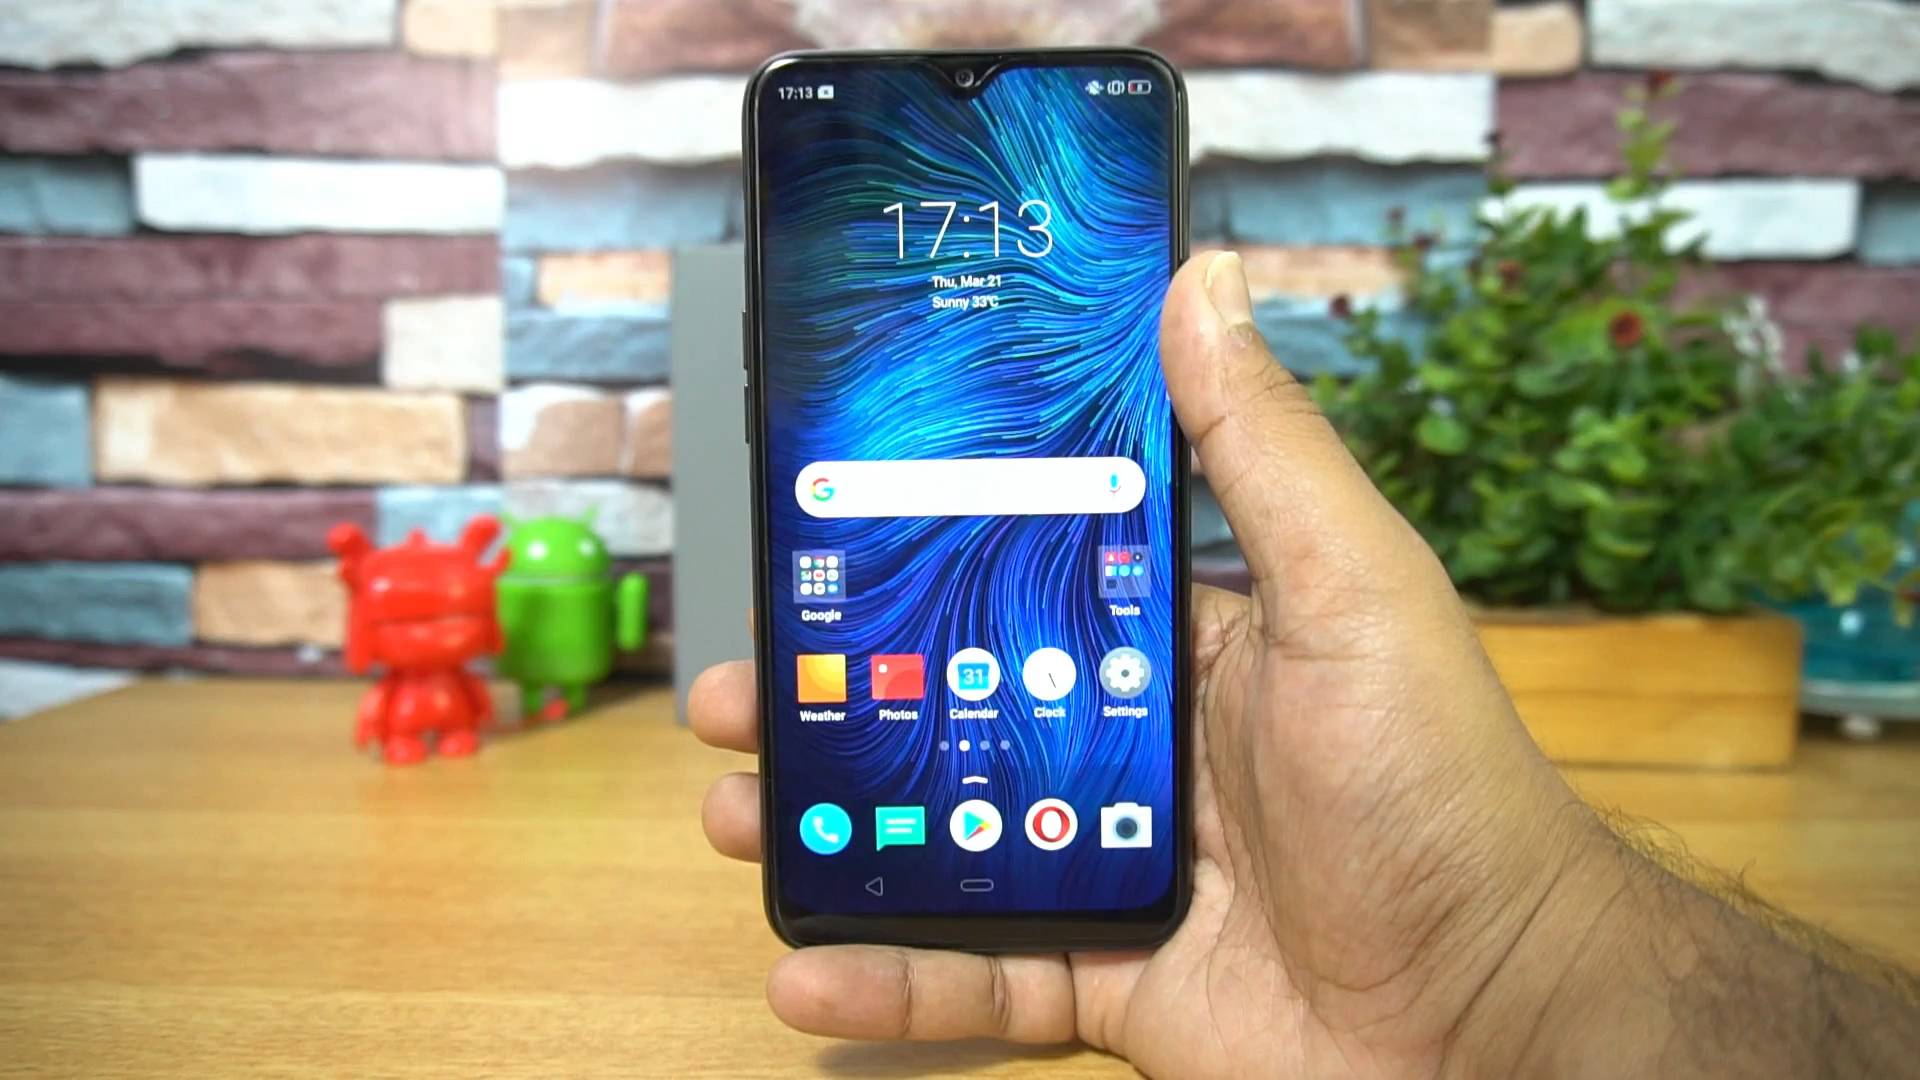 17:13
17:13
Thu, Mar 21
Sunny 33°C
Google
Tools
Weather
Photos
31
Calendar
Clock
Settings